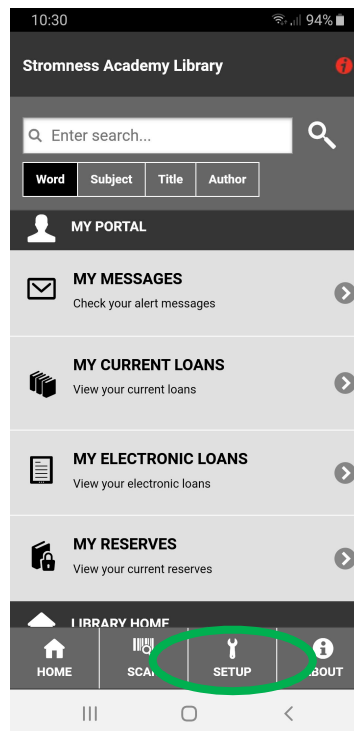 10:30 94%
Stromness Academy Library
Enter search...
Word Subject Title Author
MY PORTAL
MY MESSAGES
Check your alert messages
MY CURRENT LOANS
View your current loans
MY ELECTRONIC LOANS
View your electronic loans
MY RESERVES
View your current reserves
LIBRARY HOME
HOME SETUP